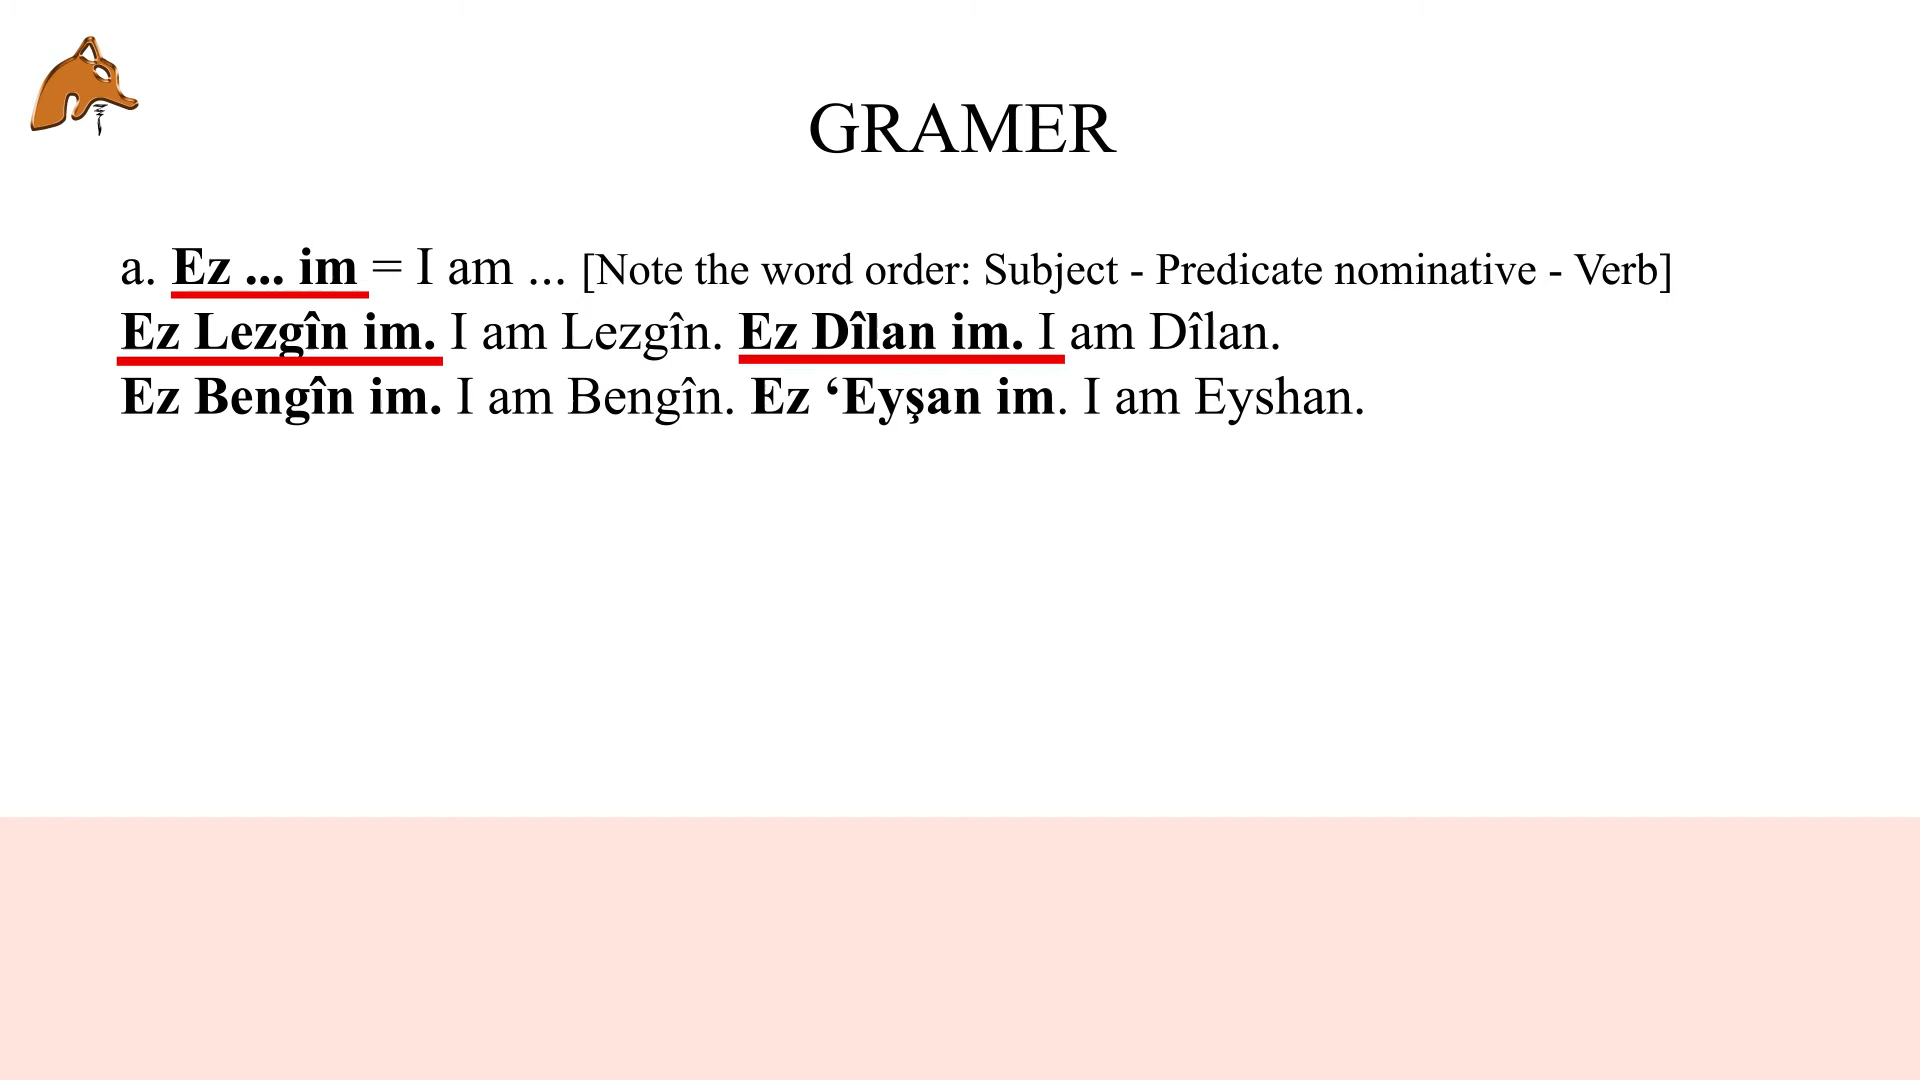 GRAMER
a. Ez ... im = I am ... [Note the word order: Subject - Predicate nominative - Verb]
Ez Lezgîn im. I am Lezgîn. Ez Dîlan im. I am Dîlan.
Ez Bengîn im. I am Bengîn. Ez ‘Eyşan im. I am Eyshan.